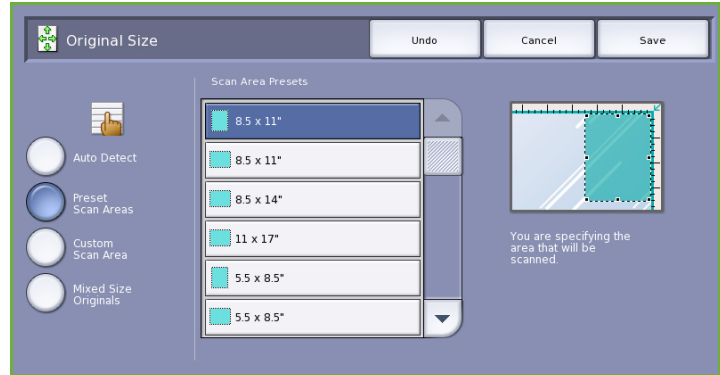 Original Size
Undo
Cancel
Save
Scan Area Presets
Auto Detect
Preset
Scan Areas
Custom
Scan Area
Mixed Size
Originals
8.5 x 11"
8.5 x 11"
8.5 x 14"
11 x 17"
5.5 x 8.5"
5.5 x 8.5"
You are specifying the
area that will be
scanned.